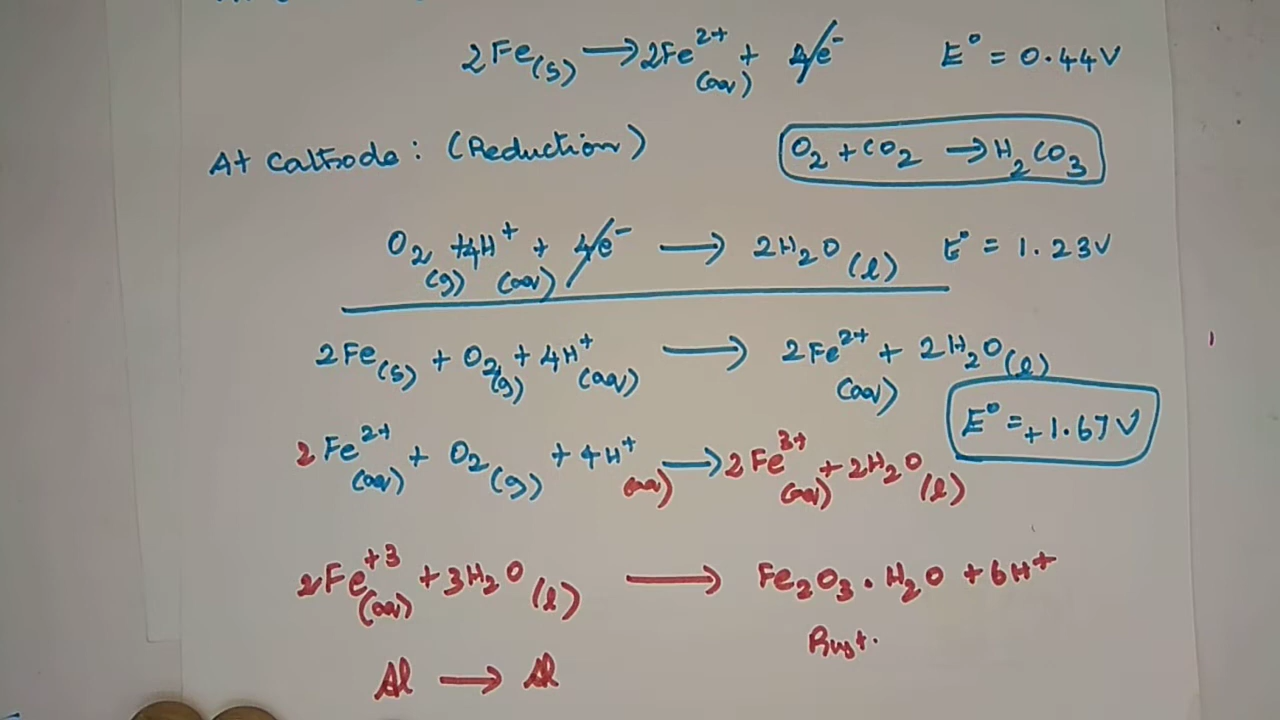 2Fe(s) → 2Fe²⁺(aq) + 4e⁻ E° = 0.44V
At Cathode: (Reduction) O₂ + CO₂ → H₂CO₃
O₂(g) + 4H⁺(aq) + 4e⁻ → 2H₂O(l) E° = 1.23V
2Fe(s) + O₂(g) + 4H⁺(aq) → 2Fe²⁺(aq) + 2H₂O(l)
E° = +1.67V
2Fe²⁺(aq) + O₂(g) + 4H⁺(aq) → 2Fe³⁺(aq) + 2H₂O(l)
2Fe⁺³(aq) + 3H₂O(l) → Fe₂O₃·H₂O + 6H⁺
Rust.
Al → Al